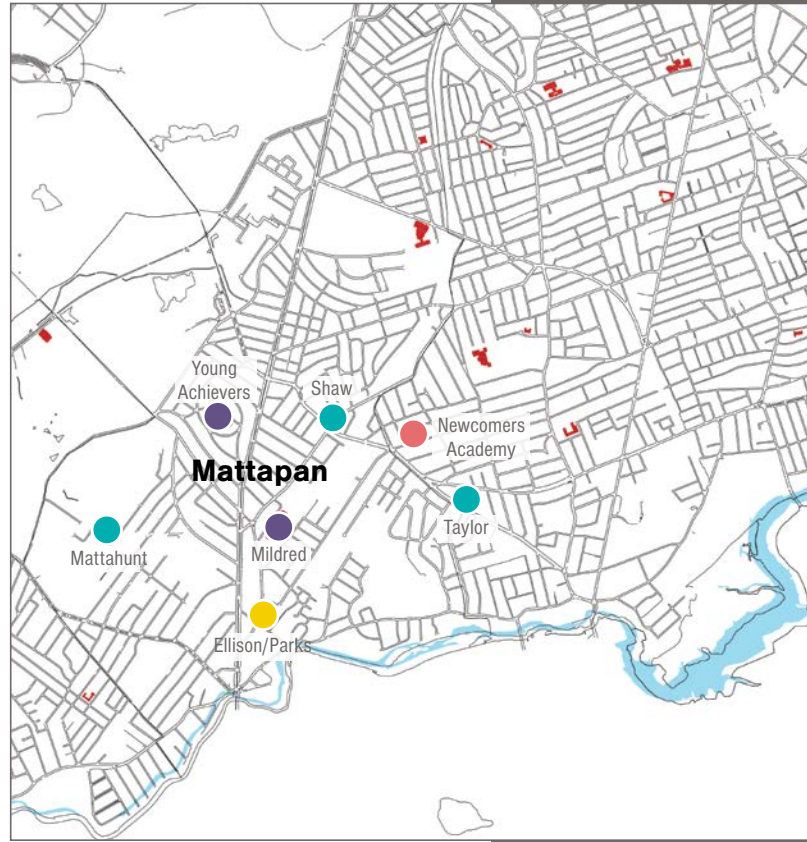 Young
Achievers
Shaw
Newcomers
Academy
Mattapan
Taylor
Mattahunt
Mildred
Ellison/Parks